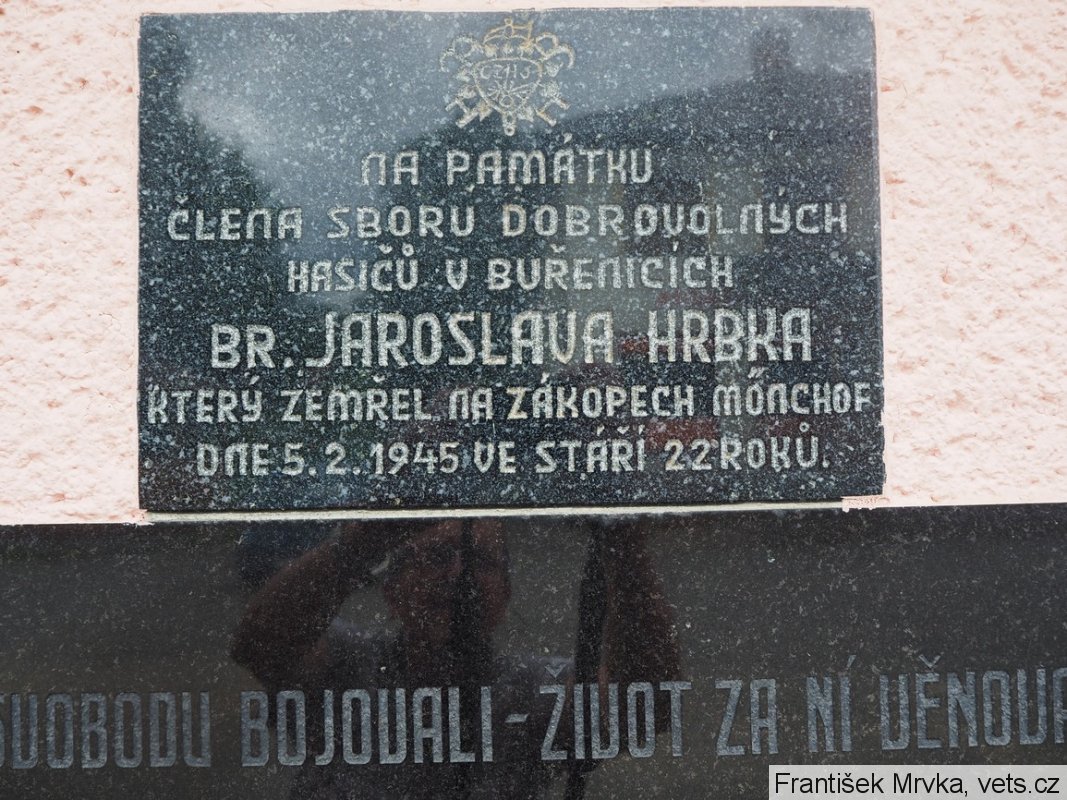 NA PAMÁTKU
ČLENA SBORU DOBROVOLNÝCH
HASIČŮ V BUŘENICÍCH
BR. JAROSLAVA HRBKA
KTERÝ ZEMŘEL NA ZÁKOPECH MŐNCHOF
DNE 5. 2. 1945 VE STÁŘÍ 22 ROKŮ.
SVOBODU BOJOVALI - ŽIVOT ZA NÍ VĚNOVA
František Mrvka, vets.cz